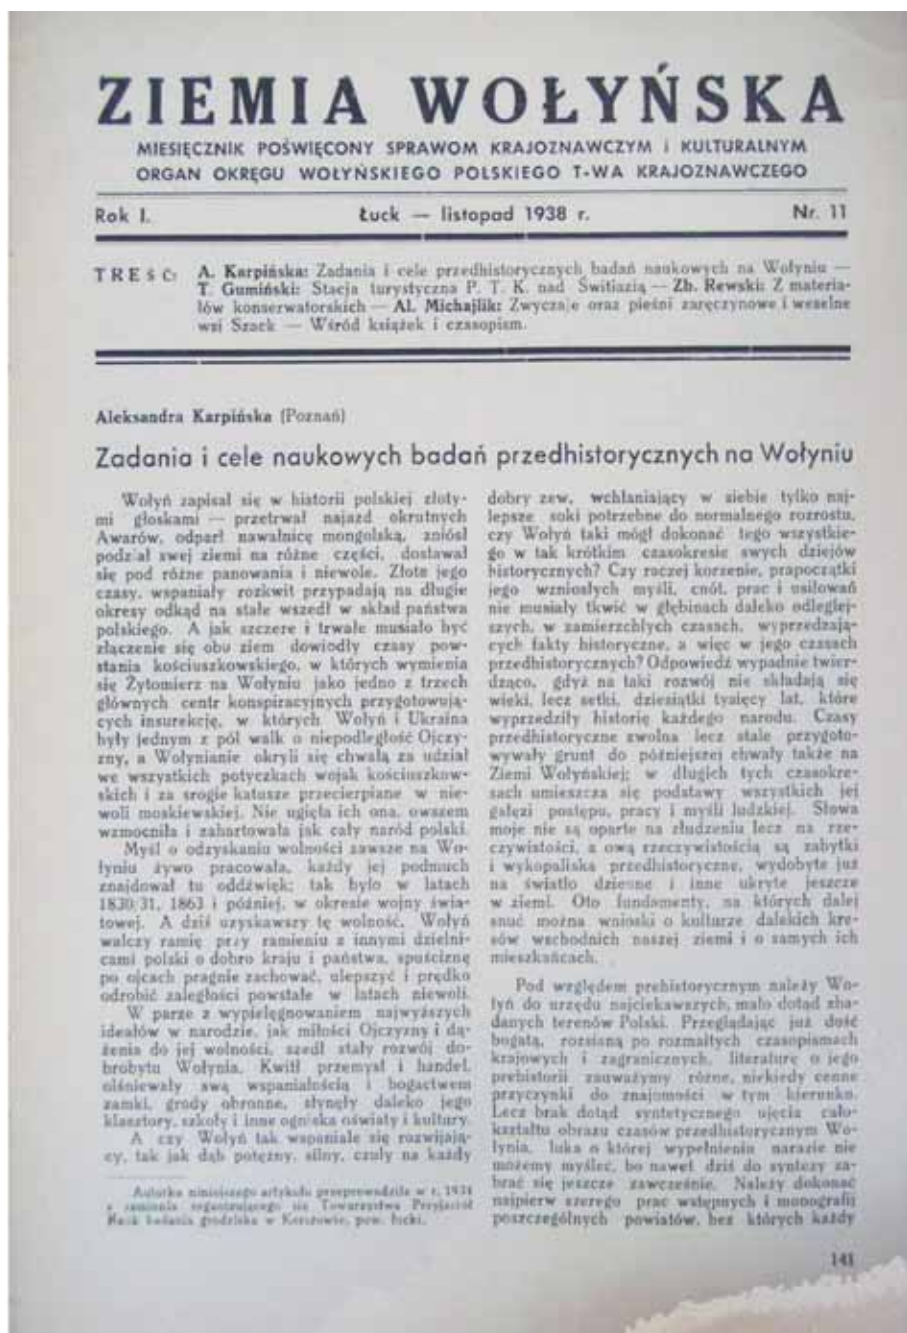 ZIEMIA WOŁYŃSKA
MIESIĘCZNIK POŚWIĘCONY SPRAWOM KRAJOZNAWCZYM i KULTURALNYM
ORGAN OKRĘGU WOŁYŃSKIEGO POLSKIEGO T-WA KRAJOZNAWCZEGO
Rok I. Łuck — listopad 1938 r. Nr. 11
TREŚĆ: A. Karpińska: Zadania i cele przedhistorycznych badań naukowych na Wołyniu —
T. Gumiński: Stacja turystyczna P. T. K. nad Świtiazią — Zb. Rewski: Z materia-
łów konserwatorskich — Al. Michajlik: Zwyczaje oraz pieśni zaręczynowe i weselne
wsi Szack — Wśród książek i czasopism.
Aleksandra Karpińska (Poznań)
Zadania i cele naukowych badań przedhistorycznych na Wołyniu
Wołyń zapisał się w historii polskiej złoty-
mi głoskami — przetrwał najazd okrutnych
Awarów, odparł nawałnicę mongolską, zniósł
podział swej ziemi na różne części, dostawał
się pod różne panowania i niewole. Złote jego
czasy, wspaniały rozkwit przypadają na długie
okresy odkąd na stałe wszedł w skład państwa
polskiego. A jak szczere i trwałe musiało być
złączenie się obu ziem dowiodły czasy pow-
stania kościuszkowskiego, w których wymienia
się Żytomierz na Wołyniu jako jedno z trzech
głównych centr konspiracyjnych przygotowują-
cych insurekcję, w których Wołyń i Ukraina
były jednym z pól walk o niepodległość Ojczy-
zny, a Wołynianie okryli się chwałą za udział
we wszystkich potyczkach wojsk kościuszkow-
skich i za srogie katusze przecierpiane w nie-
woli moskiewskiej. Nie ugięła ich ona, owszem
wzmocniła i zahartowała jak cały naród polski.
Myśl o odzyskaniu wolności zawsze na Wo-
łyniu żywo pracowała, każdy jej podmuch
znajdował tu oddźwięk; tak było w latach
1830/31, 1863 i później, w okresie wojny świa-
towej. A dziś uzyskawszy tę wolność, Wołyń
walczy ramię przy ramieniu z innymi dzielni-
cami polski o dobro kraju i państwa, spuściznę
po ojcach pragnie zachować, ulepszyć i prędko
odrobić zaległości powstałe w latach niewoli.
W parze z wypielęgnowaniem najwyższych
ideałów w narodzie, jak miłości Ojczyzny i dą-
żenia do jej wolności, szedł stały rozwój do-
brobytu Wołynia. Kwitł przemysł i handel,
olśniewały swą wspaniałością i bogactwem
zamki, grody obronne, słynęły daleko jego
klasztory, szkoły i inne ogniska oświaty i kultury.
A czy Wołyń tak wspaniale się rozwijają-
cy, tak jak dąb potężny, silny, czuły na każdy
Autorka niniejszego artykułu przeprowadziła w r. 1931
z ramienia organizującego się Towarzystwa Przyjaciół
Nauk badania grodziska w Korszowie, pow. łucki.
dobry zew, wchłaniający w siebie tylko naj-
lepsze soki potrzebne do normalnego rozrostu,
czy Wołyń taki mógł dokonać tego wszystkie-
go w tak krótkim czasokresie swych dziejów
historycznych? Czy raczej korzenie, prapoczątki
jego wzniosłych myśli, cnót, prac i usiłowań
nie musiały tkwić w głębinach daleko odleglej-
szych, w zamierzchłych czasach, wyprzedzają-
cych fakty historyczne, a więc w jego czasach
przedhistorycznych? Odpowiedź wypadnie twier-
dząco, gdyż na taki rozwój nie składają się
wieki, lecz setki, dziesiątki tysięcy lat, które
wyprzedziły historię każdego narodu. Czasy
przedhistoryczne zwolna lecz stale przygoto-
wywały grunt do późniejszej chwały także na
Ziemi Wołyńskiej; w długich tych czasokre-
sach umieszcza się podstawy wszystkich jej
gałęzi postępu, pracy i myśli ludzkiej. Słowa
moje nie są oparte na złudzeniu lecz na rze-
czywistości, a ową rzeczywistością są zabytki
i wykopaliska przedhistoryczne, wydobyte już
na światło dzienne i inne ukryte jeszcze
w ziemi. Oto fundamenty, na których dalej
snuć można wnioski o kulturze dalekich kre-
sów wschodnich naszej ziemi i o samych ich
mieszkańcach.
Pod względem prehistorycznym należy Wo-
łyń do urzędu najciekawszych, mało dotąd zba-
danych terenów Polski. Przeglądając już dość
bogatą, rozsianą po rozmaitych czasopismach
krajowych i zagranicznych, literaturę o jego
prehistorii zauważymy różne, niekiedy cenne
przyczynki do znajomości w tym kierunku.
Lecz brak dotąd syntetycznego ujęcia cało-
kształtu obrazu czasów przedhistorycznym Wo-
łynia, luka o której wypełnieniu narazie nie
możemy myśleć, bo nawet dziś do syntezy za-
brać się jeszcze zawcześnie. Należy dokonać
najpierw szeregu prac wstępnych i monografii
poszczególnych powiatów, bez których każdy
141